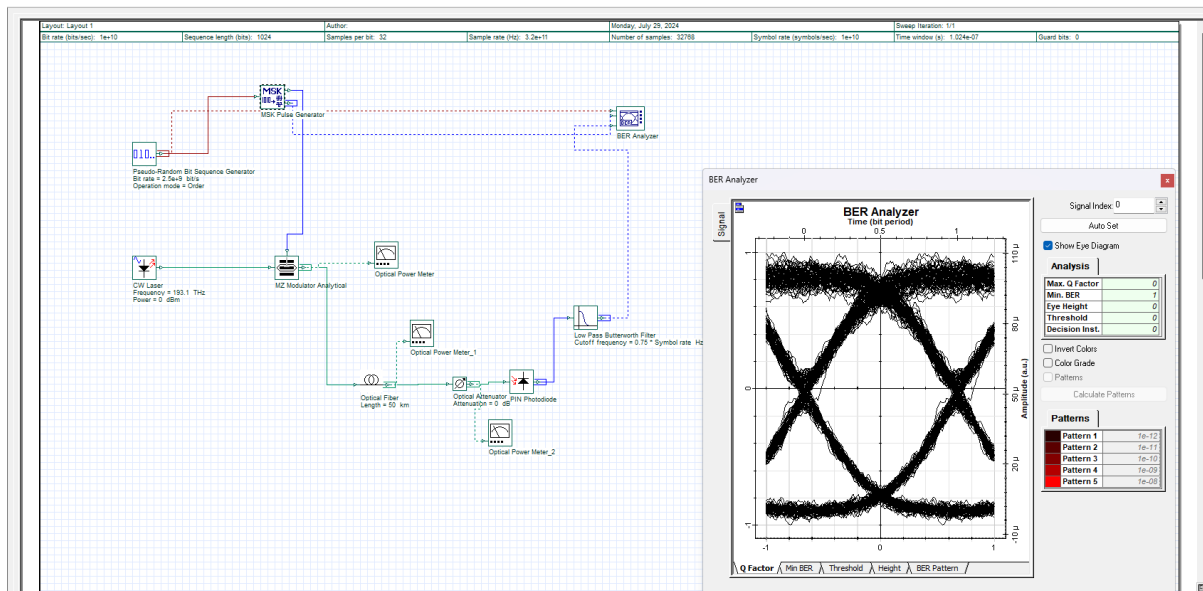 Layout: Layout 1
Author:
Monday, July 29, 2024
Sweep Iteration: 1/1
Bit rate (bits/sec): 1e+10
Sequence length (bits): 1024
Samples per bit: 32
Sample rate (Hz): 3.2e+11
Number of samples: 32768
Symbol rate (symbols/sec): 1e+10
Time window (s): 1.024e-07
Guard bits: 0
MSK
MSK Pulse Generator
BER Analyzer
010..
Pseudo-Random Bit Sequence Generator
Bit rate = 2.5e+9 bit/s
Operation mode = Order
CW Laser
Frequency = 193.1 THz
Power = 0 dBm
MZ Modulator Analytical
Optical Power Meter
Optical Power Meter_1
Low Pass Butterworth Filter
Cutoff frequency = 0.75 * Symbol rate Hz
Optical Fiber
Length = 50 km
Optical Attenuator
Attenuation = 0 dB
PIN Photodiode
Optical Power Meter_2
BER Analyzer
x
Signal
BER Analyzer
Time (bit period)
0 0.5 1
1
0
-1
110 µ
80 µ
50 µ
20 µ
-10 µ
Amplitude (a.u.)
-1 0 1
Q Factor
Min BER
Threshold
Height
BER Pattern
Signal Index: 0
Auto Set
Show Eye Diagram
Analysis
Max. Q Factor 0
Min. BER 1
Eye Height 0
Threshold 0
Decision Inst. 0
Invert Colors
Color Grade
Patterns
Calculate Patterns
Patterns
Pattern 1 1e-12
Pattern 2 1e-11
Pattern 3 1e-10
Pattern 4 1e-09
Pattern 5 1e-08